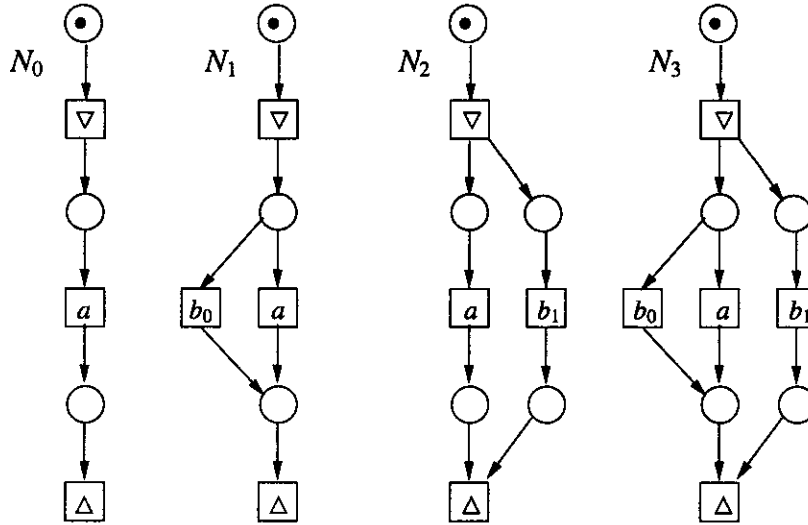 N₀ N₁ N₂ N₃
▽ ▽ ▽ ▽
a b₀ a a b₁ b₀ a b₁
△ △ △ △